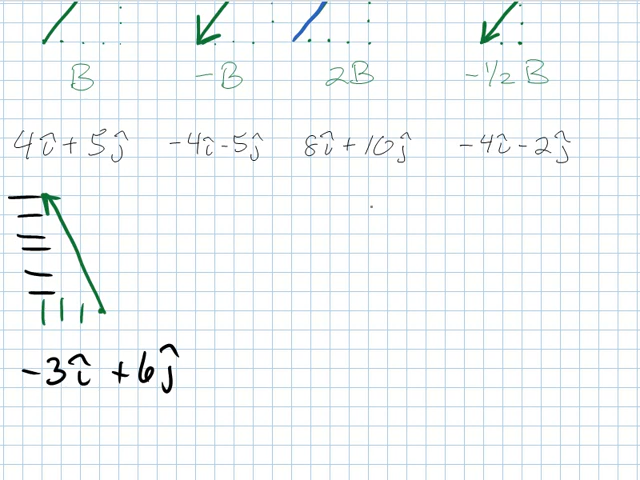 B -B 2B -1/2 B
4î + 5ĵ -4î - 5ĵ 8î + 10ĵ -4î - 2ĵ
-3î + 6ĵ